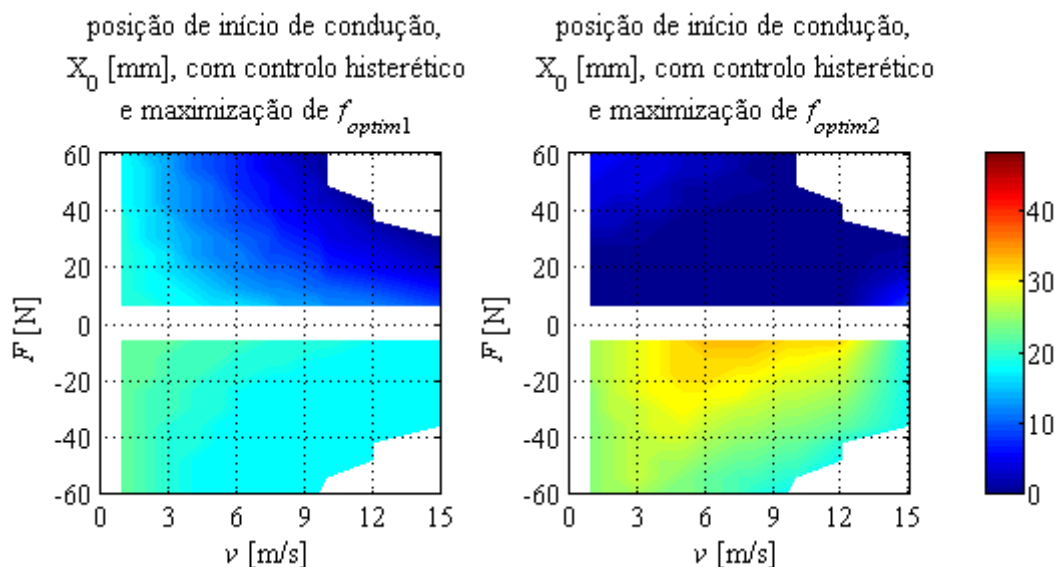 posição de início de condução,
X0 [mm], com controlo histerético
e maximização de foptim1
60
40
20
0
-20
-40
-60
F [N]
0 3 6 9 12 15
v [m/s]
posição de início de condução,
X0 [mm], com controlo histerético
e maximização de foptim2
60
40
20
0
-20
-40
-60
F [N]
0 3 6 9 12 15
v [m/s]
40
30
20
10
0